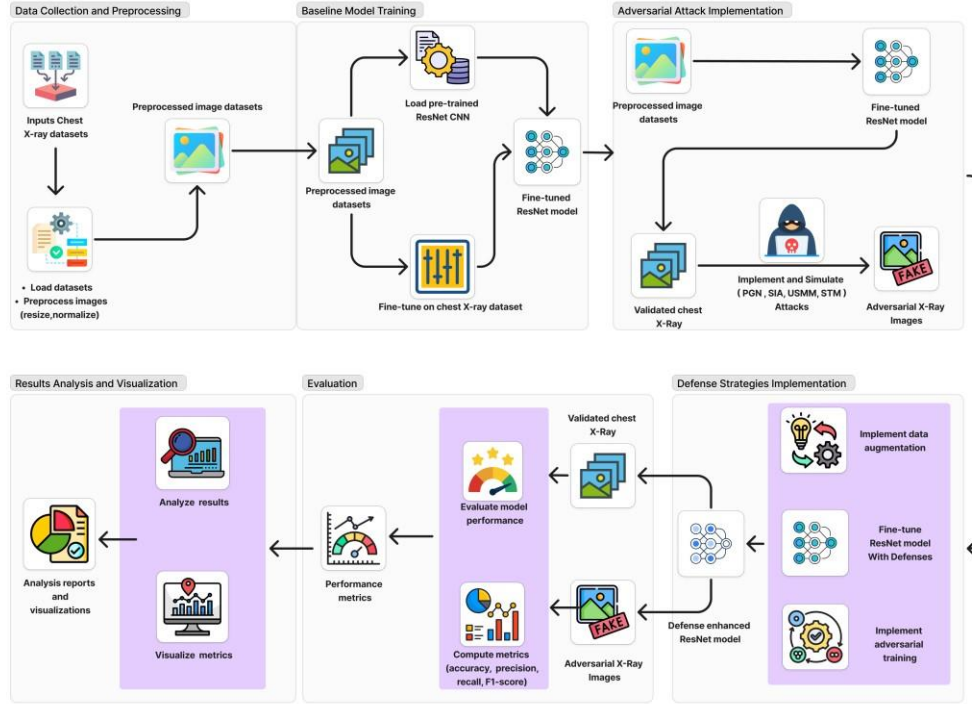 Data Collection and Preprocessing
Inputs Chest
X-ray datasets
• Load datasets
• Preprocess images
(resize,normalize)
Preprocessed image datasets
Baseline Model Training
Preprocessed image
datasets
Load pre-trained
ResNet CNN
Fine-tune on chest X-ray dataset
Fine-tuned
ResNet model
Adversarial Attack Implementation
Preprocessed image
datasets
Fine-tuned
ResNet model
Validated chest
X-Ray
Implement and Simulate
( PGN , SIA, USMM, STM )
Attacks
FAKE
Adversarial X-Ray
Images
Results Analysis and Visualization
Analyze results
Visualize metrics
Analysis reports
and
visualizations
Evaluation
Validated chest
X-Ray
Evaluate model
performance
Performance
metrics
Compute metrics
(accuracy, precision,
recall, F1-score)
FAKE
Adversarial X-Ray
Images
Defense Strategies Implementation
Implement data
augmentation
Fine-tune
ResNet model
With Defenses
Implement
adversarial
training
Defense enhanced
ResNet model